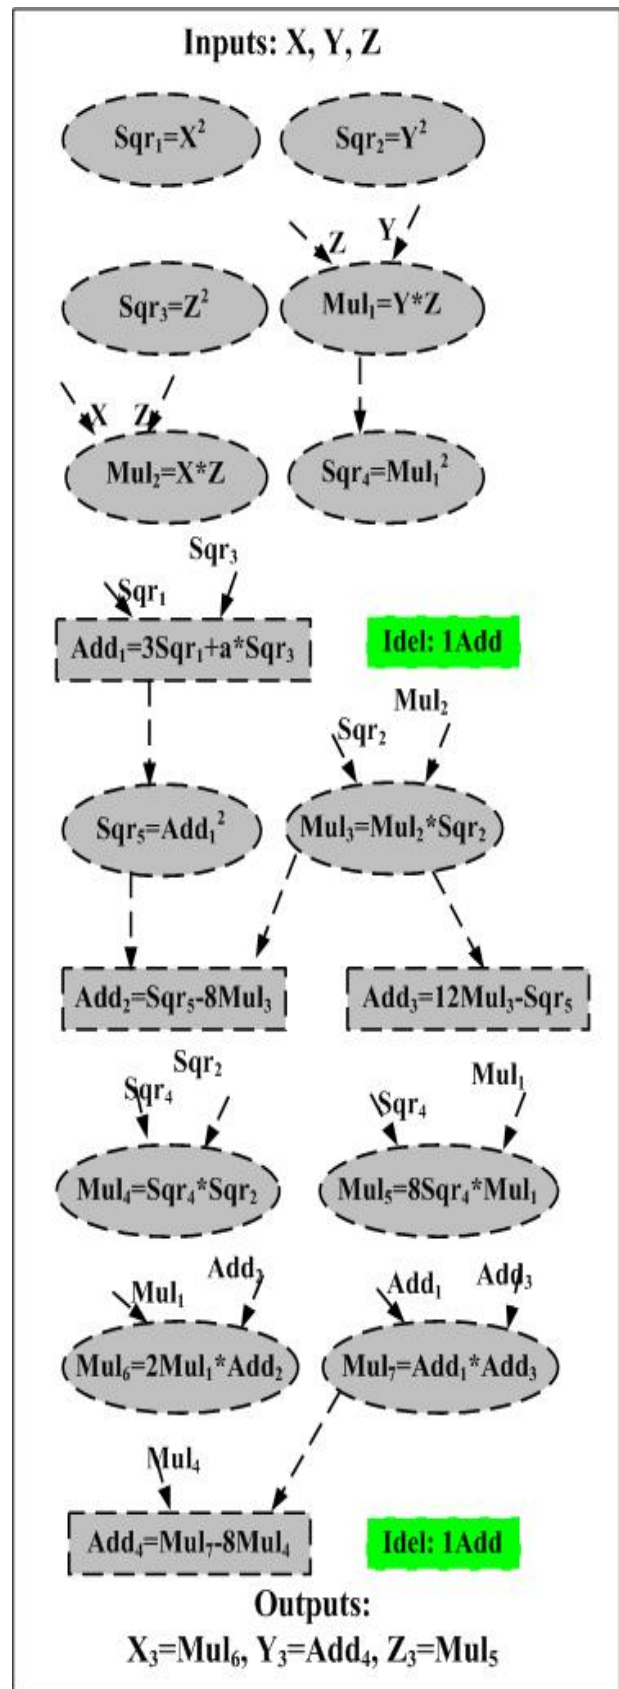 Inputs: X, Y, Z
Sqr₁=X² Sqr₂=Y²
Z Y
Sqr₃=Z² Mul₁=Y*Z
X Z
Mul₂=X*Z Sqr₄=Mul₁²
Sqr₃
Sqr₁
Add₁=3Sqr₁+a*Sqr₃ Idel: 1Add
Mul₂
Sqr₂
Sqr₅=Add₁² Mul₃=Mul₂*Sqr₂
Add₂=Sqr₅-8Mul₃ Add₃=12Mul₃-Sqr₅
Sqr₂ Mul₁
Sqr₄ Sqr₄
Mul₄=Sqr₄*Sqr₂ Mul₅=8Sqr₄*Mul₁
Add₂ Add₃
Mul₁ Add₁
Mul₆=2Mul₁*Add₂ Mul₇=Add₁*Add₃
Mul₄
Add₄=Mul₇-8Mul₄ Idel: 1Add
Outputs:
X₃=Mul₆, Y₃=Add₄, Z₃=Mul₅